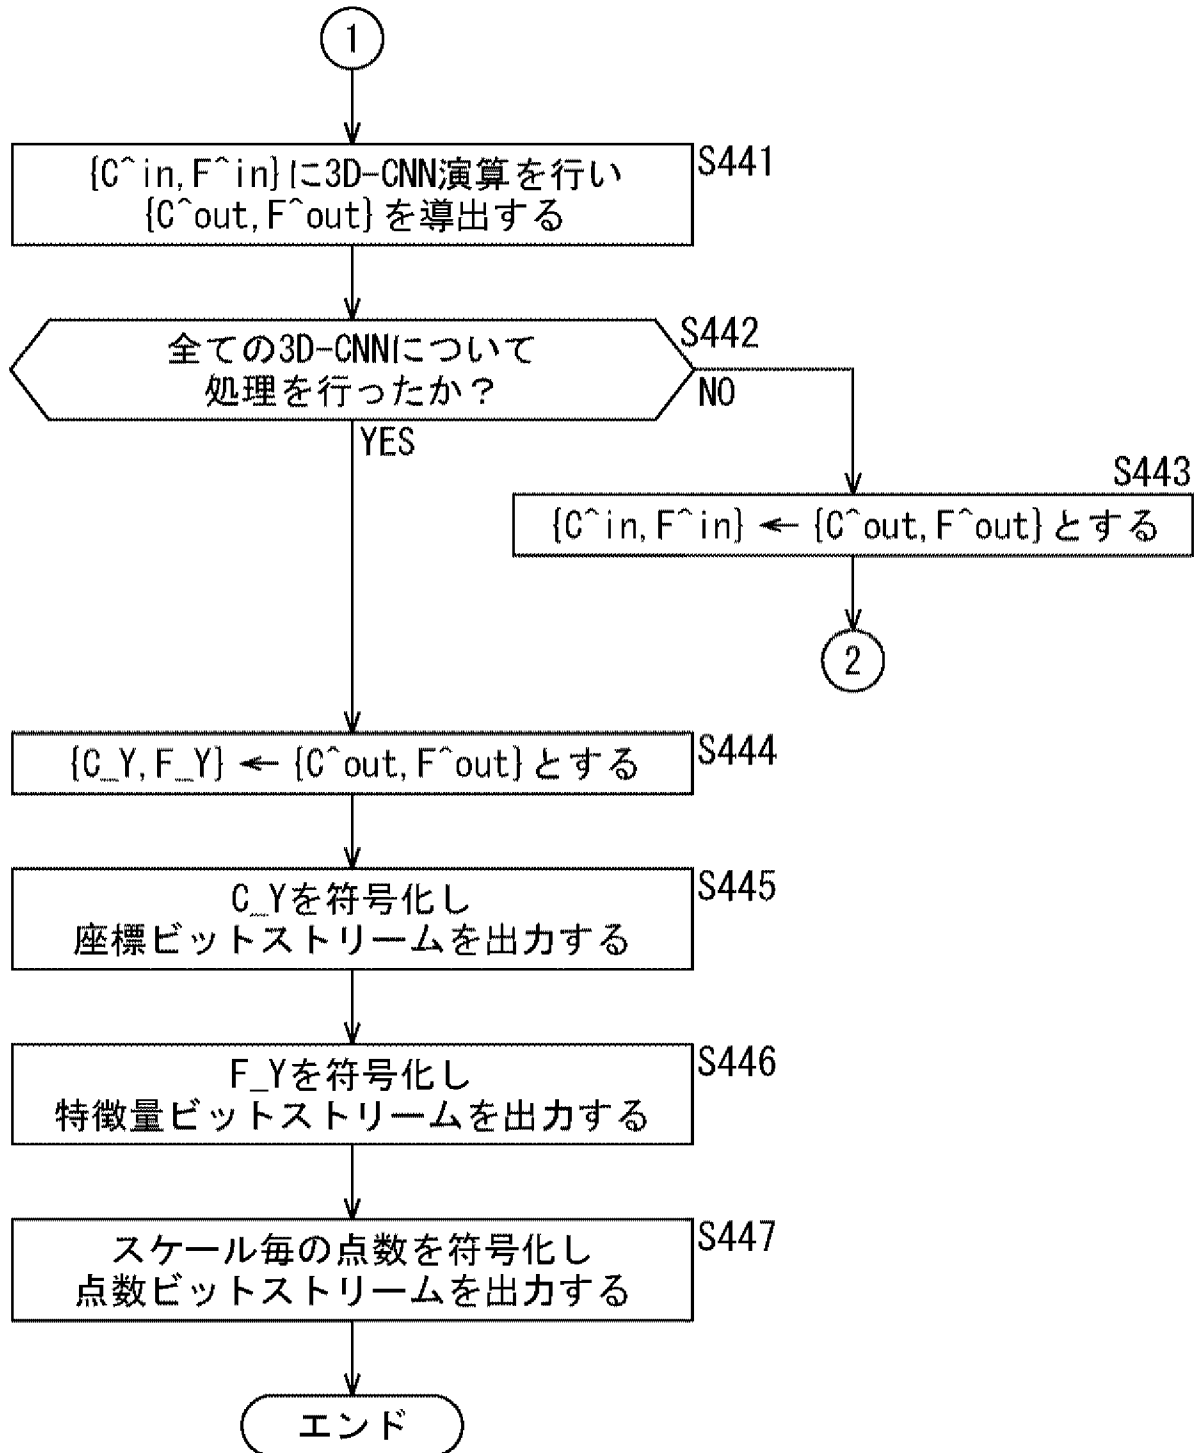 1
{C^in, F^in}に3D-CNN演算を行い
{C^out, F^out}を導出する
S441
全ての3D-CNNについて
処理を行ったか？
S442
NO
YES
S443
{C^in, F^in} ← {C^out, F^out}とする
2
{C_Y, F_Y} ← {C^out, F^out}とする
S444
C_Yを符号化し
座標ビットストリームを出力する
S445
F_Yを符号化し
特徴量ビットストリームを出力する
S446
スケール毎の点数を符号化し
点数ビットストリームを出力する
S447
エンド